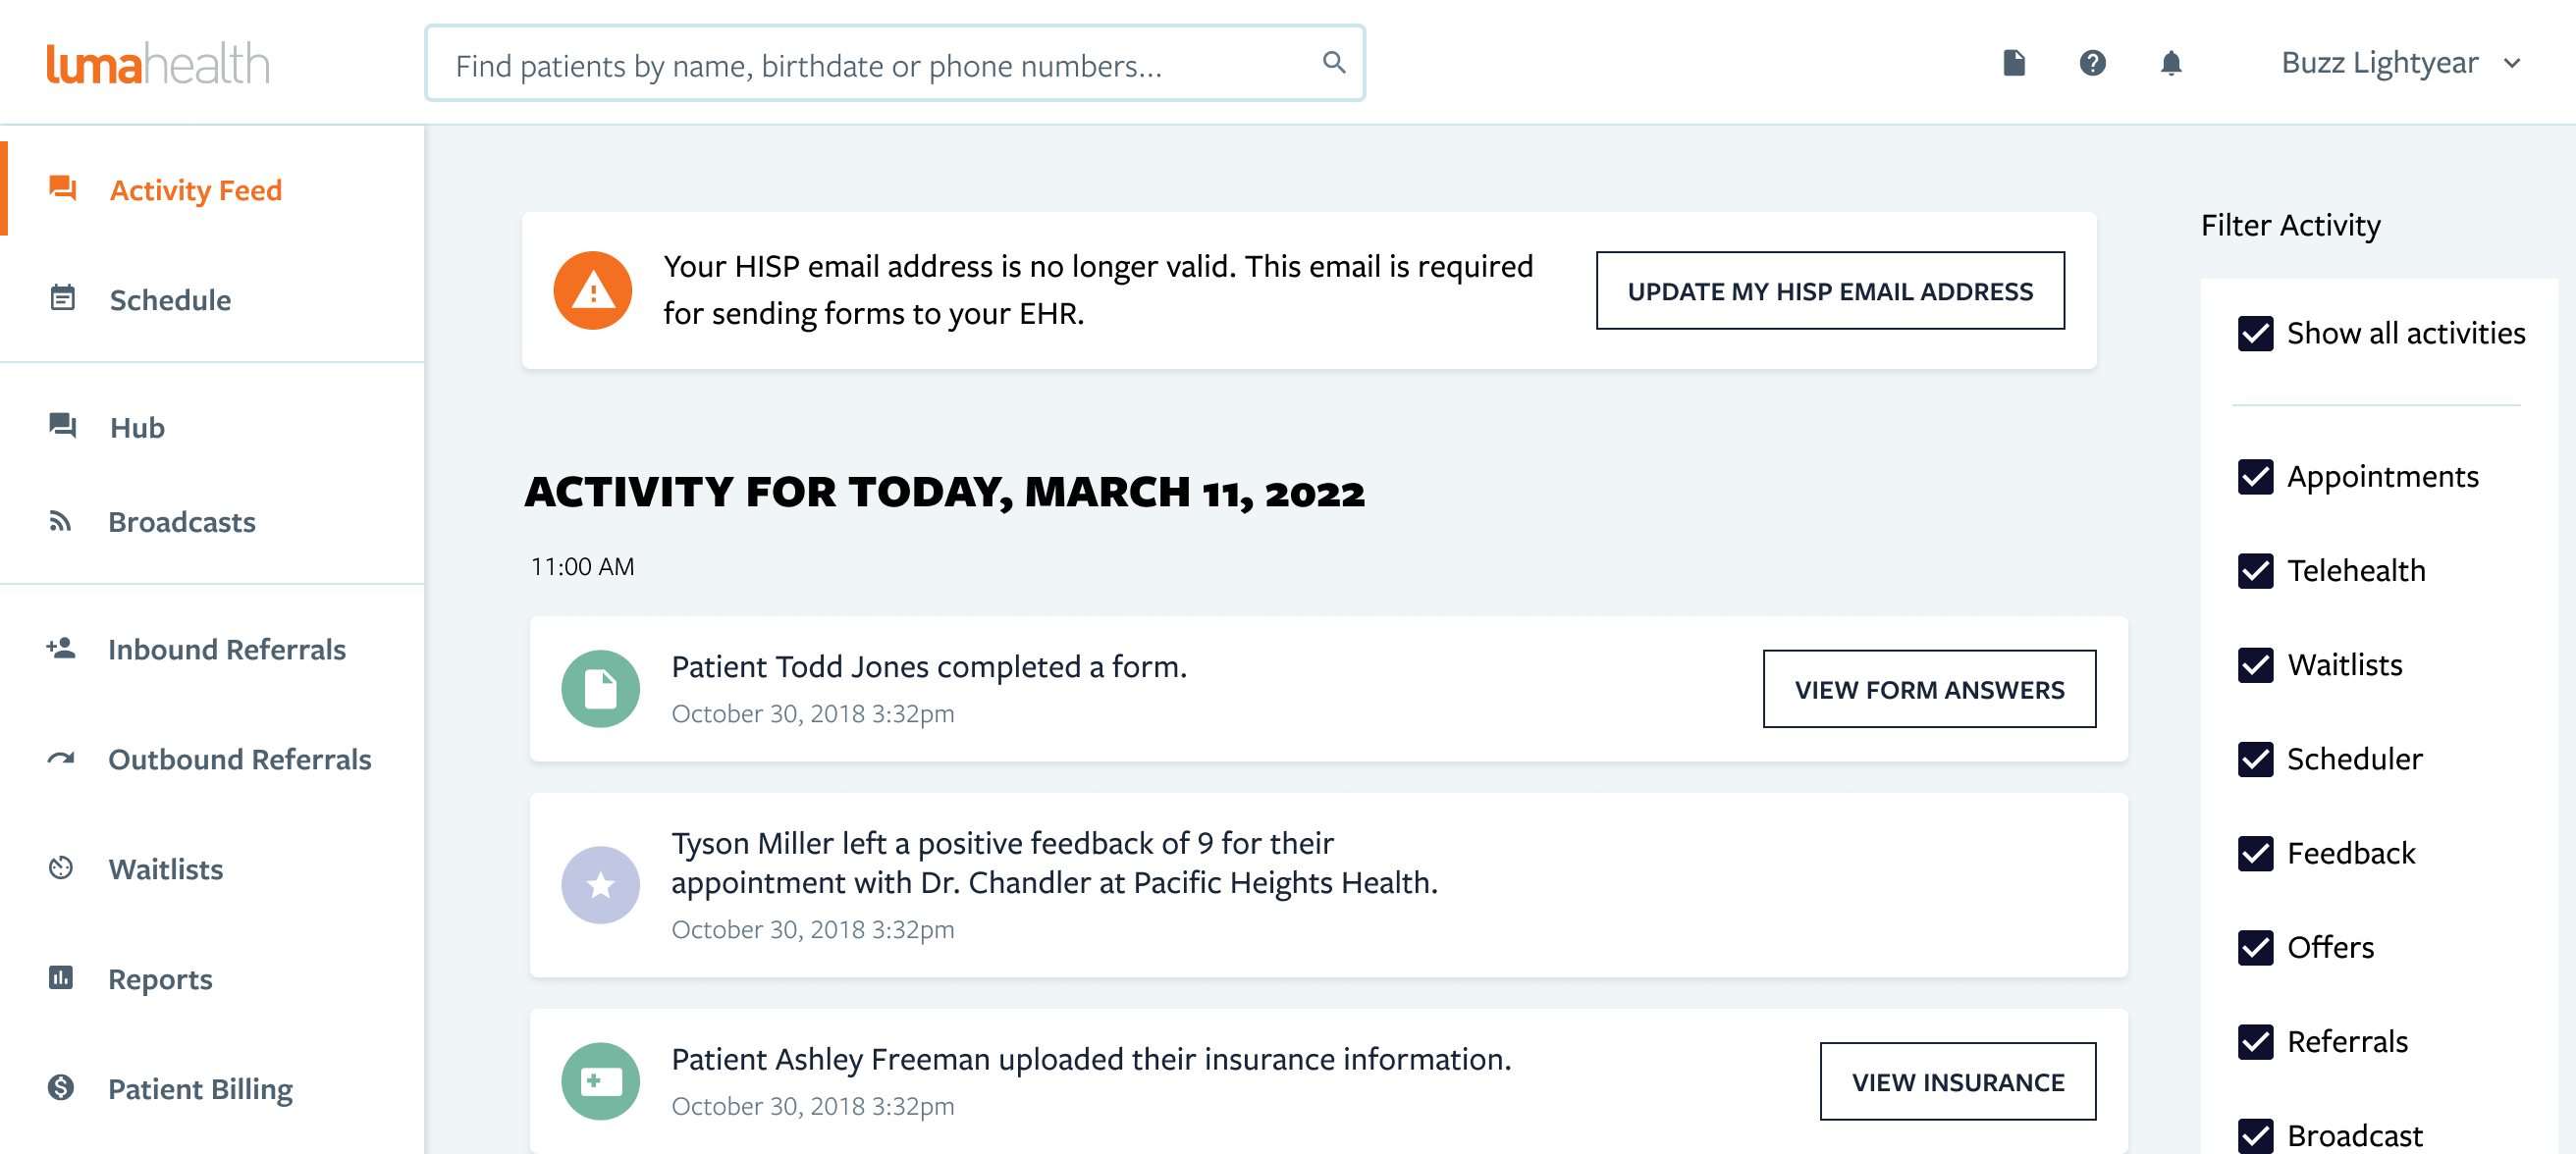 lumahealth
Find patients by name, birthdate or phone numbers...
Buzz Lightyear
Activity Feed
Schedule
Hub
Broadcasts
Inbound Referrals
Outbound Referrals
Waitlists
Reports
Patient Billing
Your HISP email address is no longer valid. This email is required
for sending forms to your EHR.
UPDATE MY HISP EMAIL ADDRESS
ACTIVITY FOR TODAY, MARCH 11, 2022
11:00 AM
Patient Todd Jones completed a form.
October 30, 2018 3:32pm
VIEW FORM ANSWERS
Tyson Miller left a positive feedback of 9 for their
appointment with Dr. Chandler at Pacific Heights Health.
October 30, 2018 3:32pm
Patient Ashley Freeman uploaded their insurance information.
October 30, 2018 3:32pm
VIEW INSURANCE
Filter Activity
Show all activities
Appointments
Telehealth
Waitlists
Scheduler
Feedback
Offers
Referrals
Broadcast